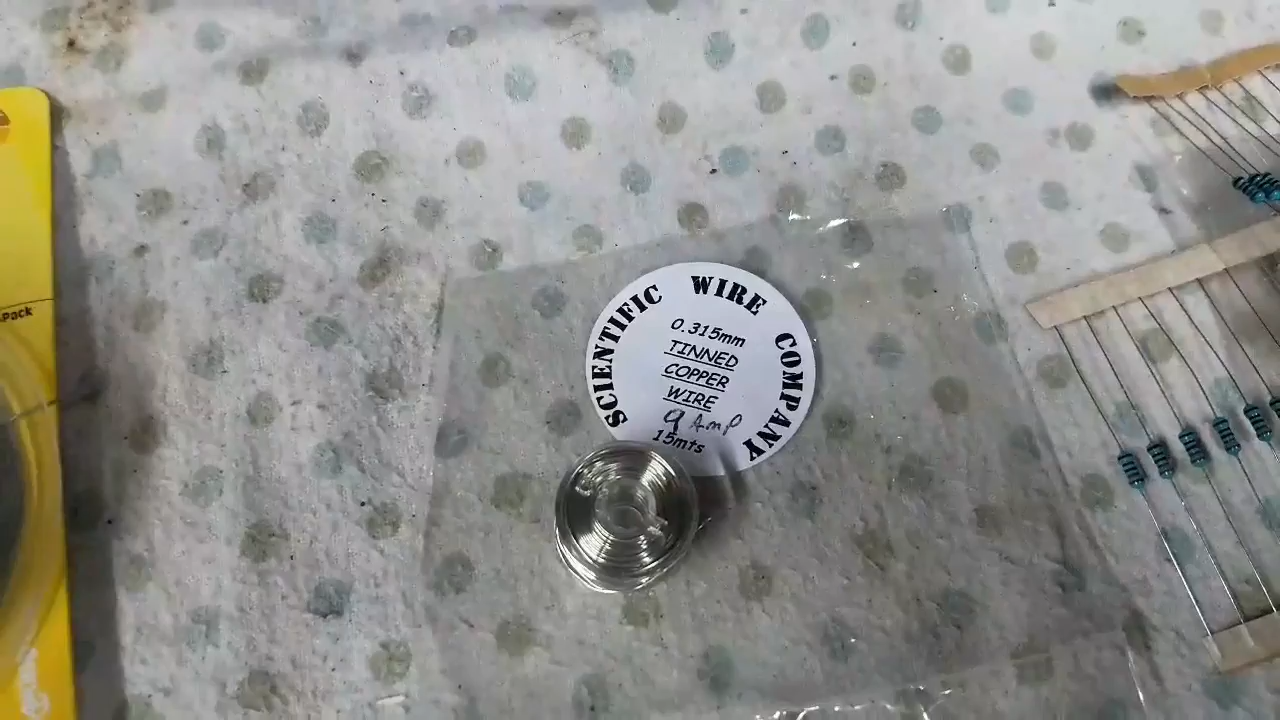 SCIENTIFIC WIRE COMPANY
0.315mm
TINNED
COPPER
WIRE
9 Amp
15mts
Pack